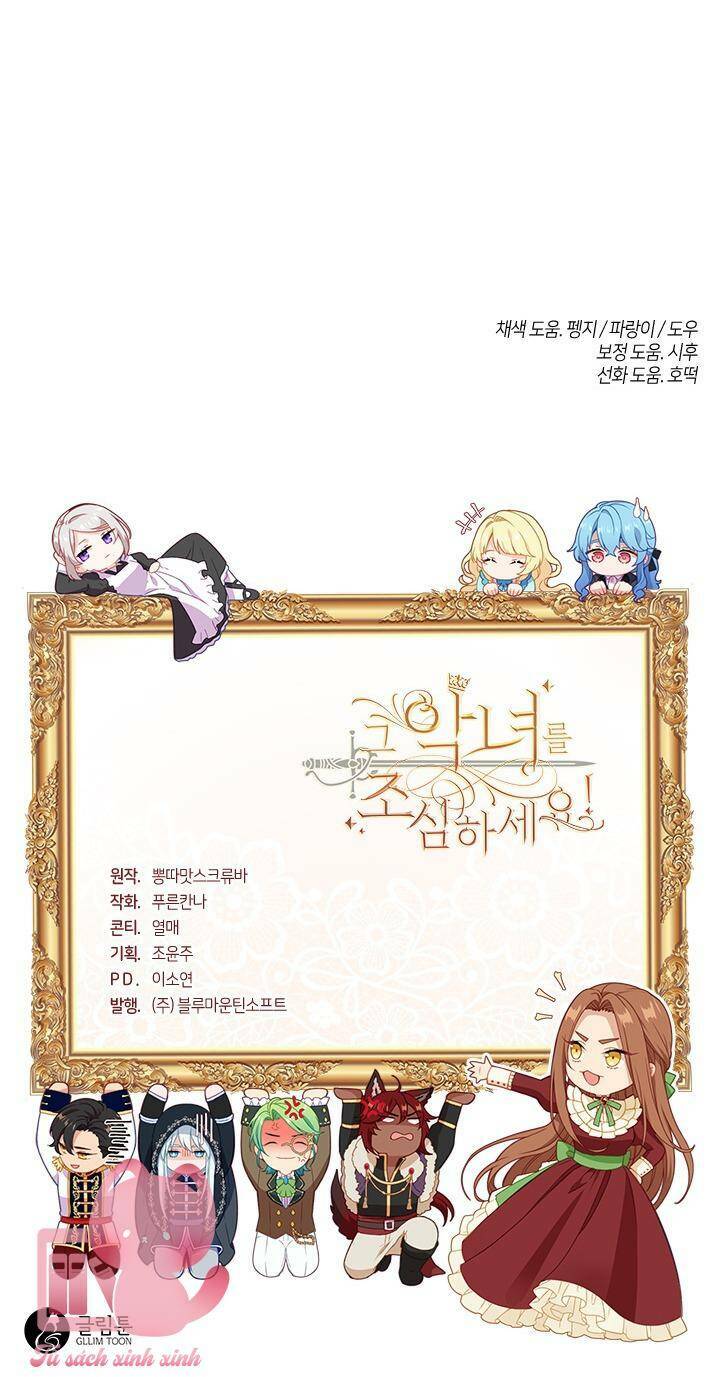 채색 도움. 펭지 / 파랑이 / 도우
보정 도움. 시후
선화 도움. 호떡
그 악녀를
조심하세요!
원작. 뽕따맛스크류바
작화. 푸른칸나
콘티. 열매
기획. 조윤주
PD. 이소연
발행. (주) 블루마운틴소프트
글림툰
GLLIM TOON
Tủ sách xinh xinh